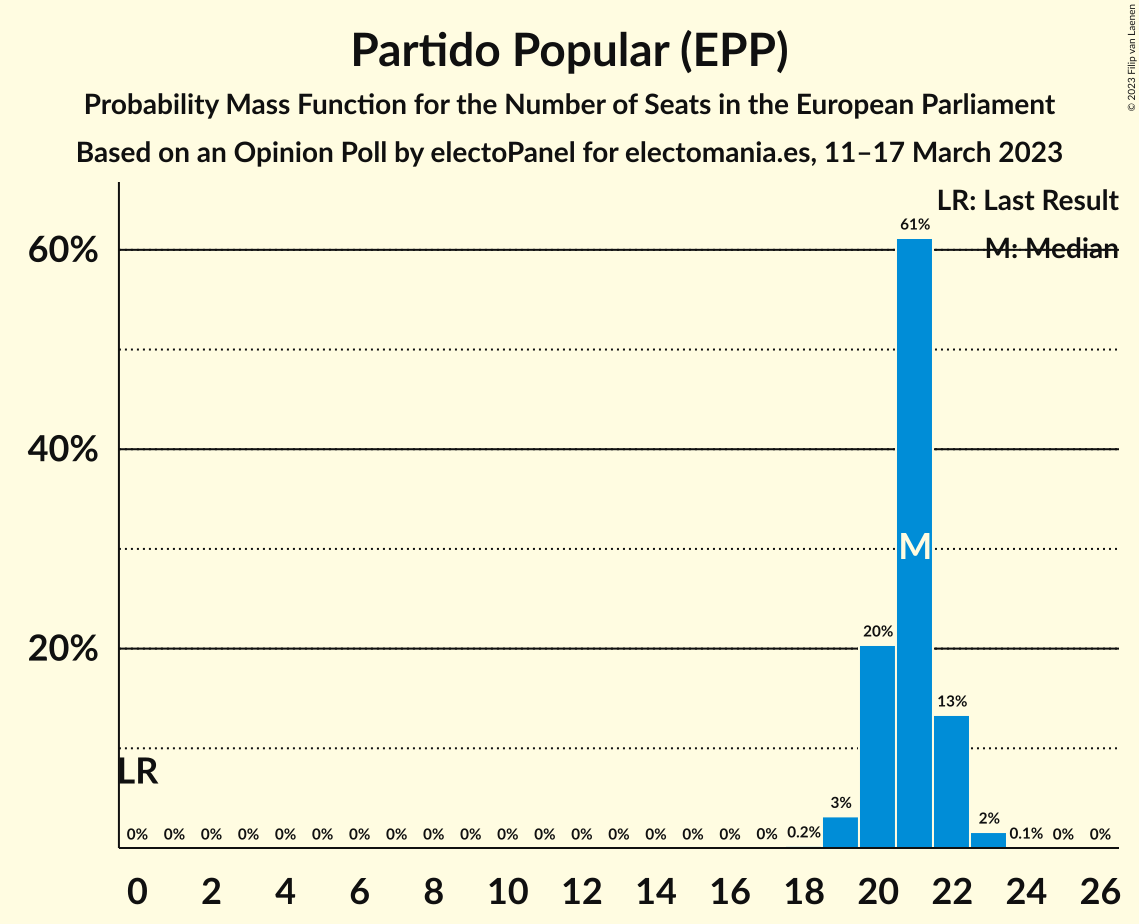 Partido Popular (EPP)
Probability Mass Function for the Number of Seats in the European Parliament
Based on an Opinion Poll by electoPanel for electomania.es, 11–17 March 2023
© 2023 Filip van Laenen
LR: Last Result
M: Median
60%
40%
20%
61%
M
20%
13%
LR
3%
2%
0% 0% 0% 0% 0% 0% 0% 0% 0% 0% 0% 0% 0% 0% 0% 0% 0% 0% 0.2% 0.1% 0% 0%
0 2 4 6 8 10 12 14 16 18 20 22 24 26